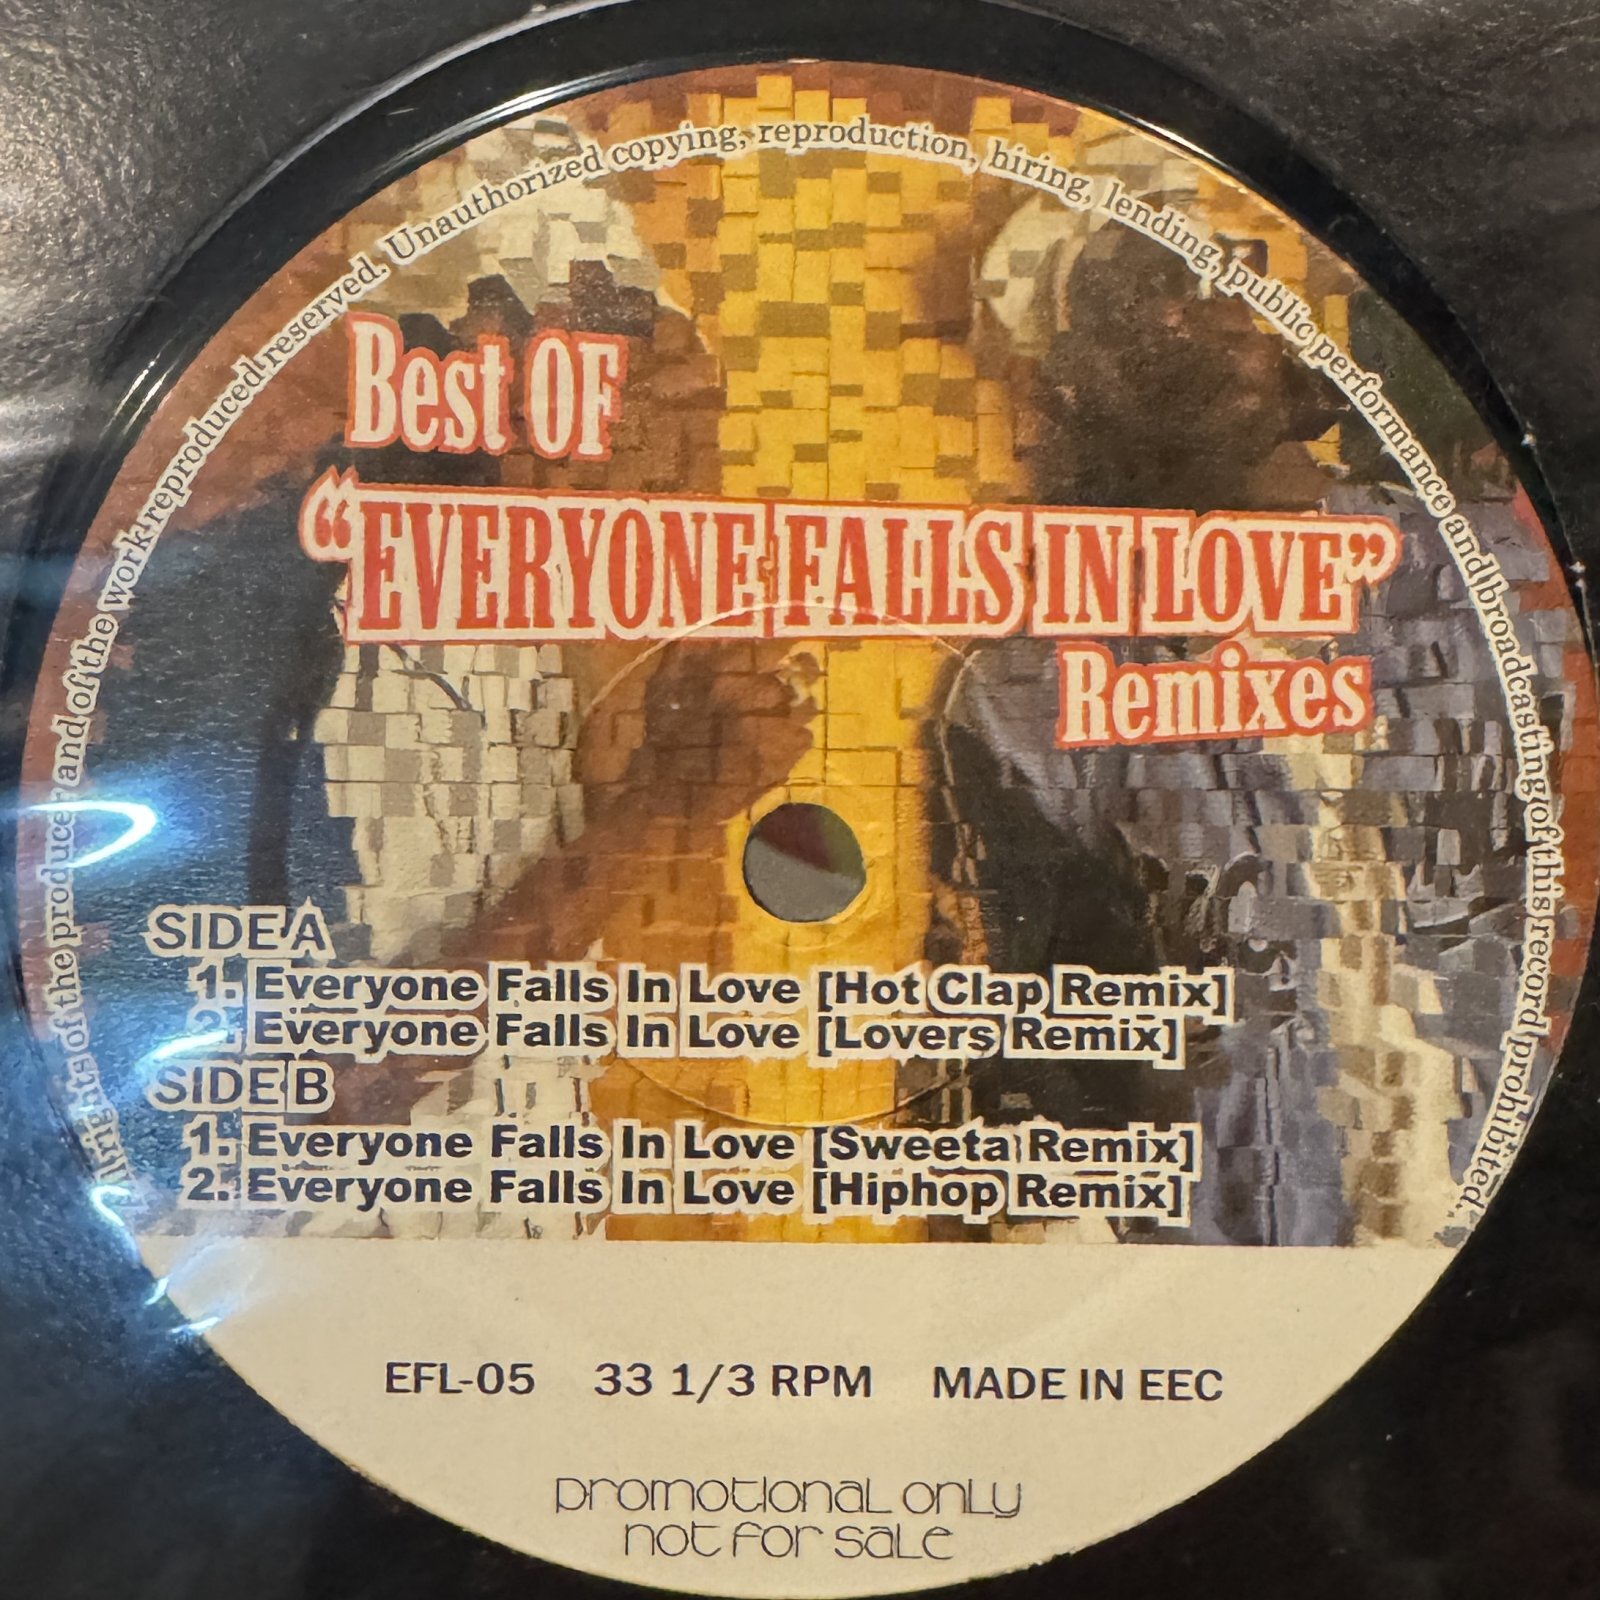 All rights of the producer and of the work reproduced reserved. Unauthorized copying, reproduction, hiring, lending, public performance and broadcasting of this record prohibited.
Best OF
“EVERYONE FALLS IN LOVE”
Remixes
SIDE A
1. Everyone Falls In Love [Hot Clap Remix]
2. Everyone Falls In Love [Lovers Remix]
SIDE B
1. Everyone Falls In Love [Sweeta Remix]
2. Everyone Falls In Love [Hiphop Remix]
EFL-05 33 1/3 RPM MADE IN EEC
promotional only
not for sale